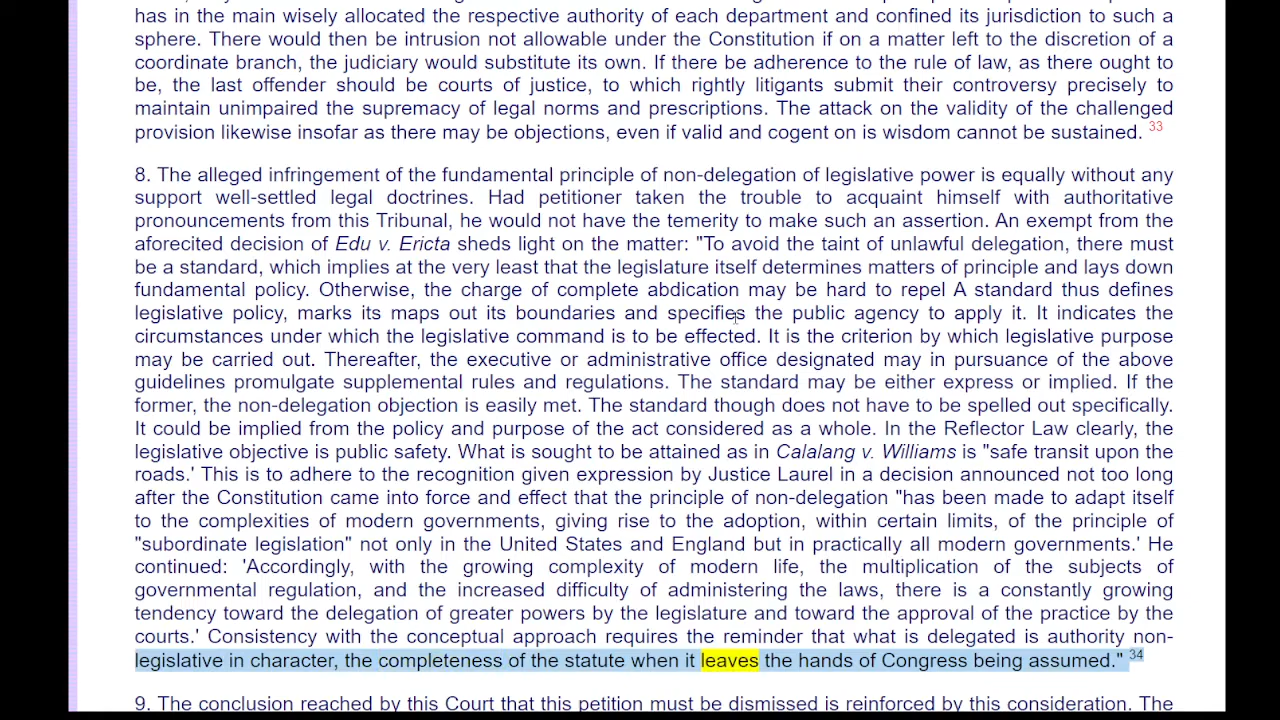 has in the main wisely allocated the respective authority of each department and confined its jurisdiction to such a
sphere. There would then be intrusion not allowable under the Constitution if on a matter left to the discretion of a
coordinate branch, the judiciary would substitute its own. If there be adherence to the rule of law, as there ought to
be, the last offender should be courts of justice, to which rightly litigants submit their controversy precisely to
maintain unimpaired the supremacy of legal norms and prescriptions. The attack on the validity of the challenged
provision likewise insofar as there may be objections, even if valid and cogent on is wisdom cannot be sustained. 33
8. The alleged infringement of the fundamental principle of non-delegation of legislative power is equally without any
support well-settled legal doctrines. Had petitioner taken the trouble to acquaint himself with authoritative
pronouncements from this Tribunal, he would not have the temerity to make such an assertion. An exempt from the
aforecited decision of Edu v. Ericta sheds light on the matter: "To avoid the taint of unlawful delegation, there must
be a standard, which implies at the very least that the legislature itself determines matters of principle and lays down
fundamental policy. Otherwise, the charge of complete abdication may be hard to repel A standard thus defines
legislative policy, marks its maps out its boundaries and specifies the public agency to apply it. It indicates the
circumstances under which the legislative command is to be effected. It is the criterion by which legislative purpose
may be carried out. Thereafter, the executive or administrative office designated may in pursuance of the above
guidelines promulgate supplemental rules and regulations. The standard may be either express or implied. If the
former, the non-delegation objection is easily met. The standard though does not have to be spelled out specifically.
It could be implied from the policy and purpose of the act considered as a whole. In the Reflector Law clearly, the
legislative objective is public safety. What is sought to be attained as in Calalang v. Williams is "safe transit upon the
roads.' This is to adhere to the recognition given expression by Justice Laurel in a decision announced not too long
after the Constitution came into force and effect that the principle of non-delegation "has been made to adapt itself
to the complexities of modern governments, giving rise to the adoption, within certain limits, of the principle of
"subordinate legislation" not only in the United States and England but in practically all modern governments.' He
continued: 'Accordingly, with the growing complexity of modern life, the multiplication of the subjects of
governmental regulation, and the increased difficulty of administering the laws, there is a constantly growing
tendency toward the delegation of greater powers by the legislature and toward the approval of the practice by the
courts.' Consistency with the conceptual approach requires the reminder that what is delegated is authority non-
legislative in character, the completeness of the statute when it leaves the hands of Congress being assumed." 34
9. The conclusion reached by this Court that this petition must be dismissed is reinforced by this consideration. The